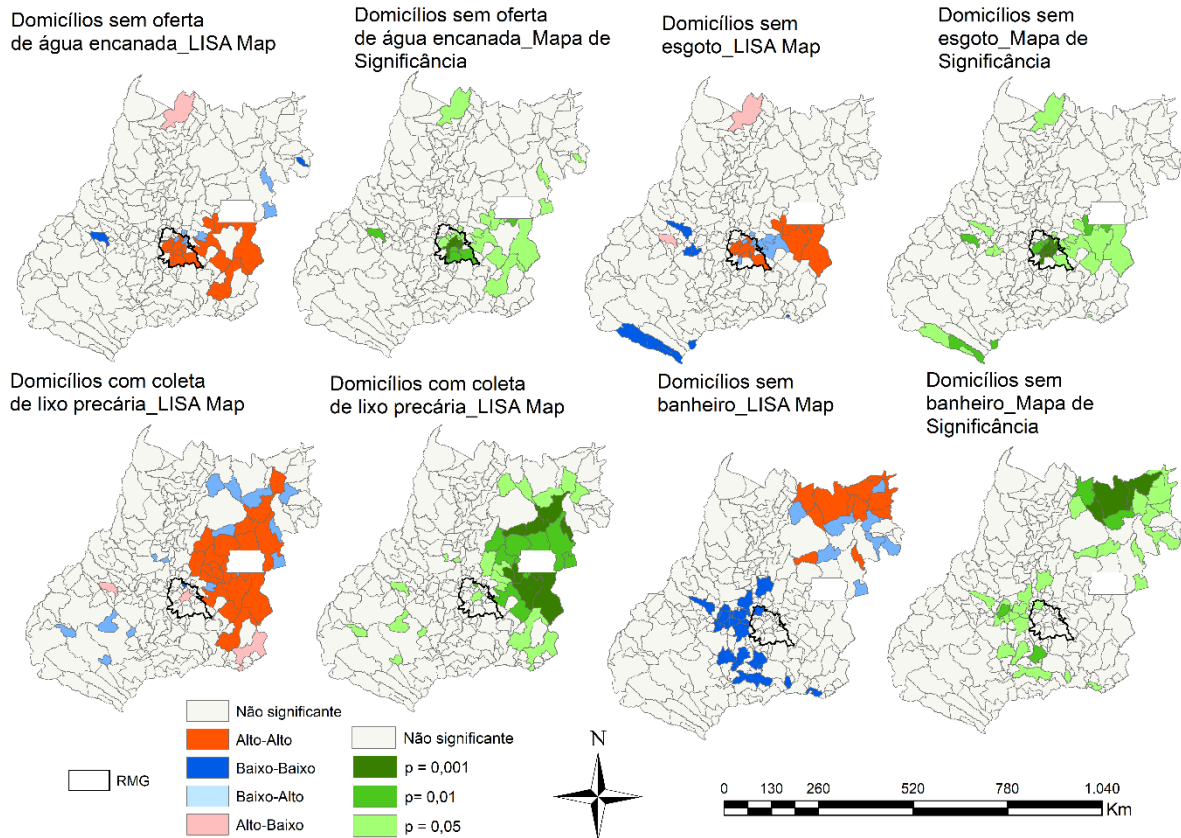 Domicílios sem oferta
de água encanada_LISA Map
Domicílios sem oferta
de água encanada_Mapa de
Significância
Domicílios sem
esgoto_LISA Map
Domicílios sem
esgoto_Mapa de
Significância
Domicílios com coleta
de lixo precária_LISA Map
Domicílios com coleta
de lixo precária_LISA Map
Domicílios sem
banheiro_LISA Map
Domicílios sem
banheiro_Mapa de
Significância
RMG
Não significante
Alto-Alto
Baixo-Baixo
Baixo-Alto
Alto-Baixo
Não significante
p = 0,001
p= 0,01
p = 0,05
N
0 130 260 520 780 1.040
Km